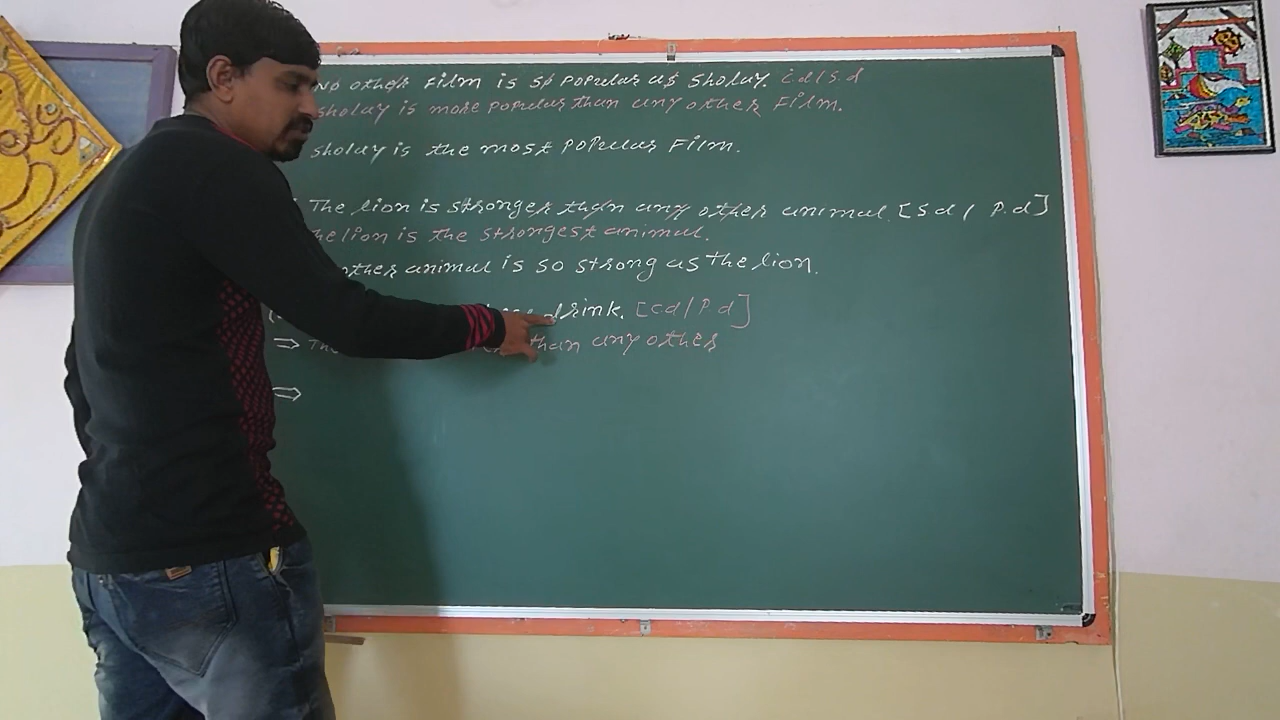 No other Film is so popular as Sholay. cd/s.d
sholay is more popular than any other Film.
sholay is the most popular Film.
The lion is stronger than any other animal. [sd/ P.d]
he lion is the strongest animal.
other animal is so strong as the lion.
drink. [cd/P.d]
⇒ The than any other
⇒